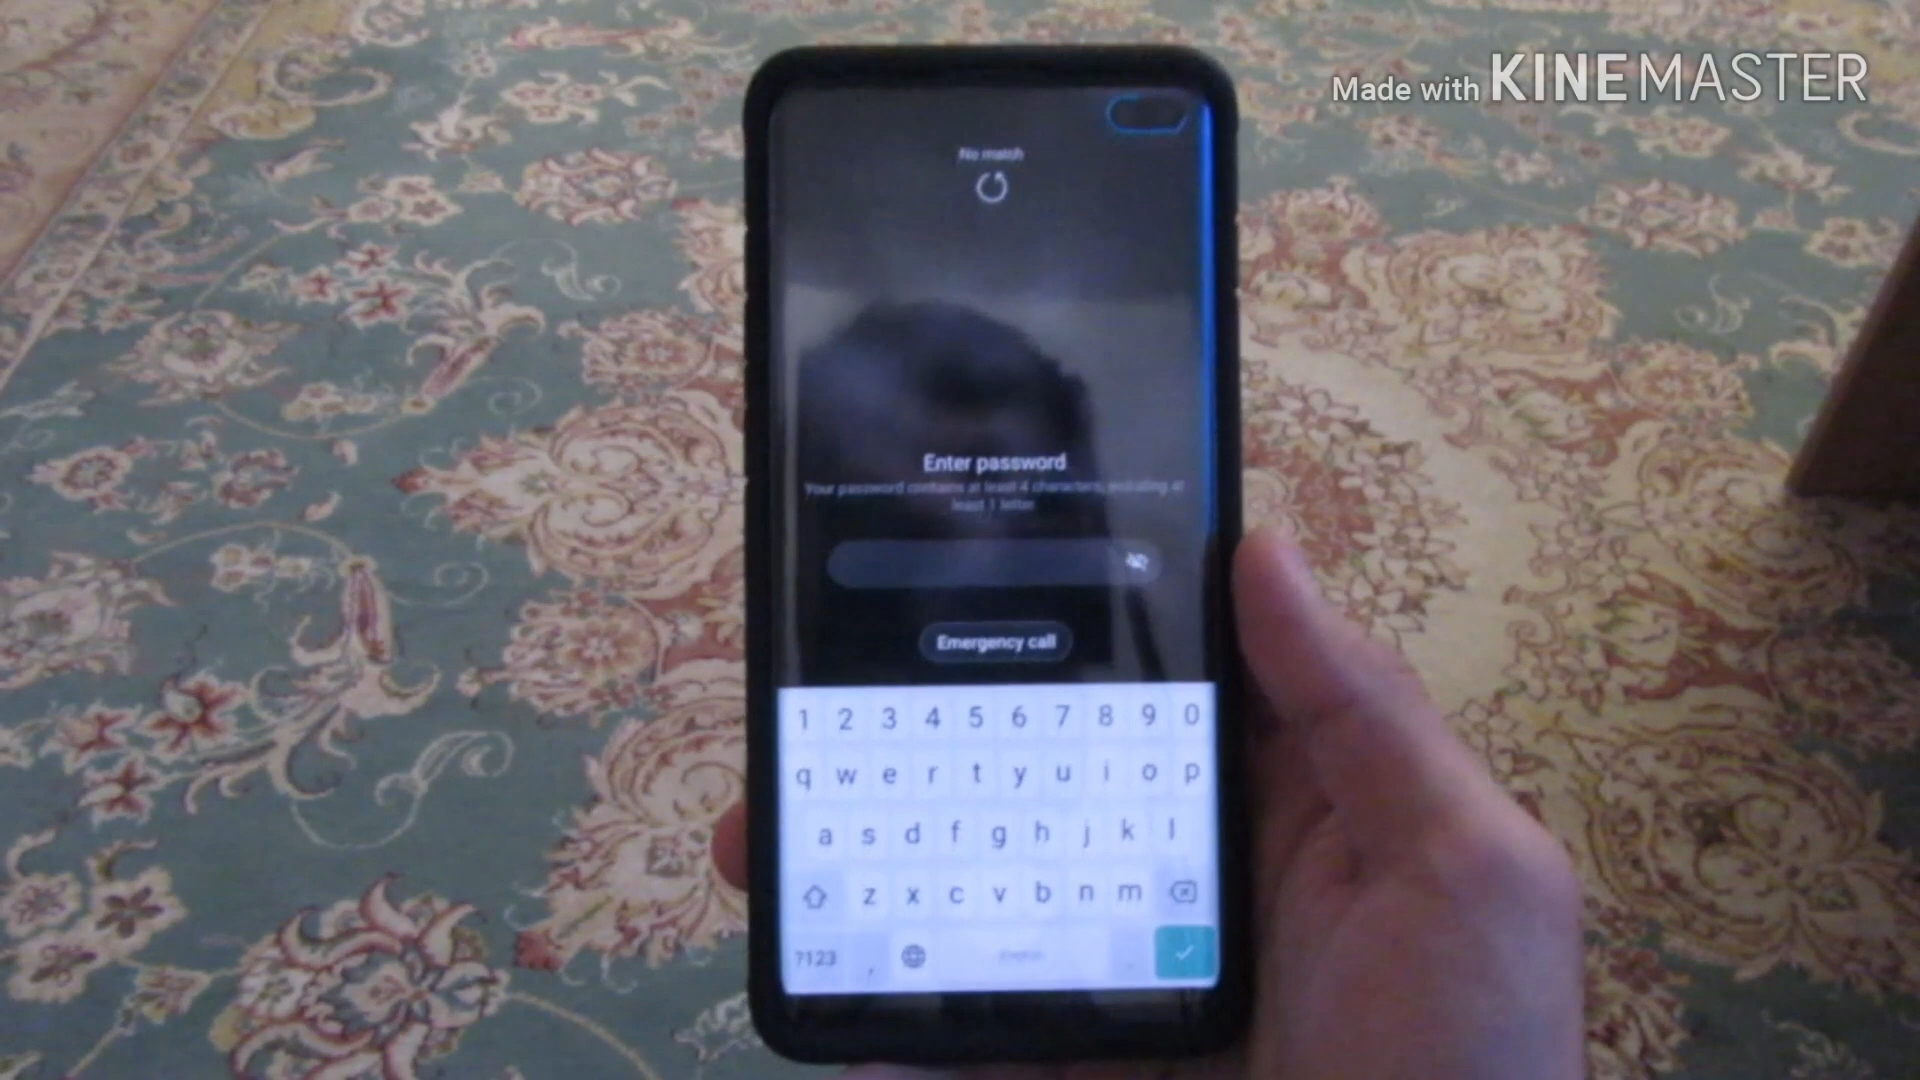 Made with KINEMASTER
No match
Enter password
Your password contains at least 4 characters, including at
least 1 letter
Emergency call
1 2 3 4 5 6 7 8 9 0
q w e r t y u i o p
a s d f g h j k l
z x c v b n m
?123 , .